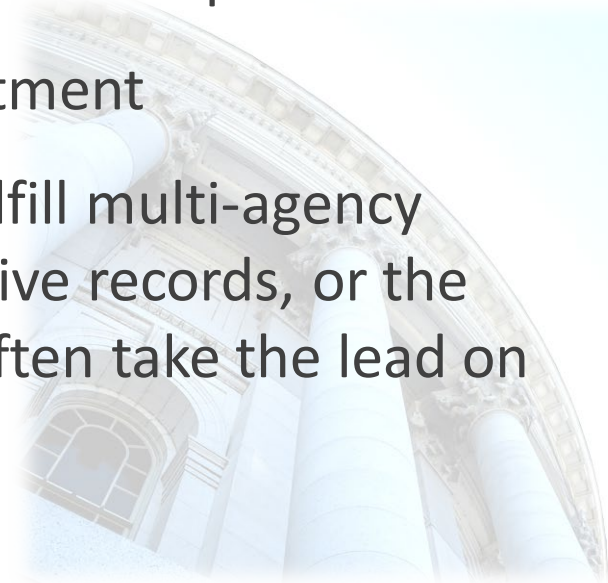 tment
lfill multi-agency
ive records, or the
ften take the lead on